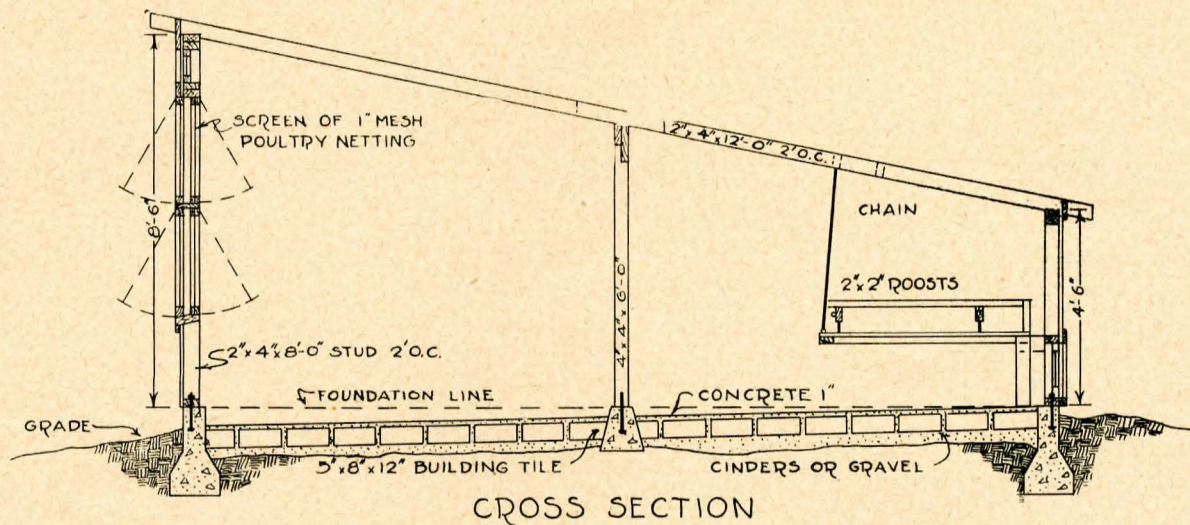 SCREEN OF 1" MESH
POULTRY NETTING
2"x 4"x12'-0" 2'O.C.
8'-6"
CHAIN
4"x4"x6'-0"
2"x2" ROOSTS
4'-6"
2"x4"x8'-0" STUD 2'O.C.
FOUNDATION LINE
CONCRETE 1"
GRADE
5"x8"x12" BUILDING TILE
CINDERS OR GRAVEL
CROSS SECTION